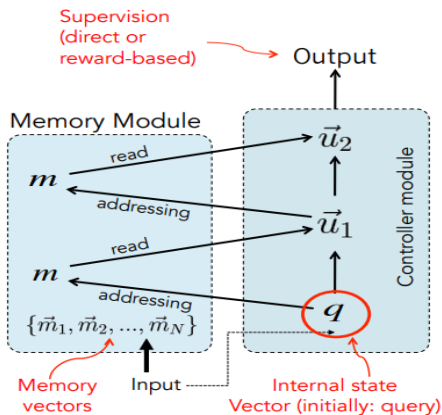 Supervision
(direct or
reward-based)
Output
Memory Module
Controller module
read
m
addressing
read
m
addressing
{m⃗₁, m⃗₂, ..., m⃗_N}
u⃗₂
u⃗₁
q
Memory
vectors
Input
Internal state
Vector (initially: query)